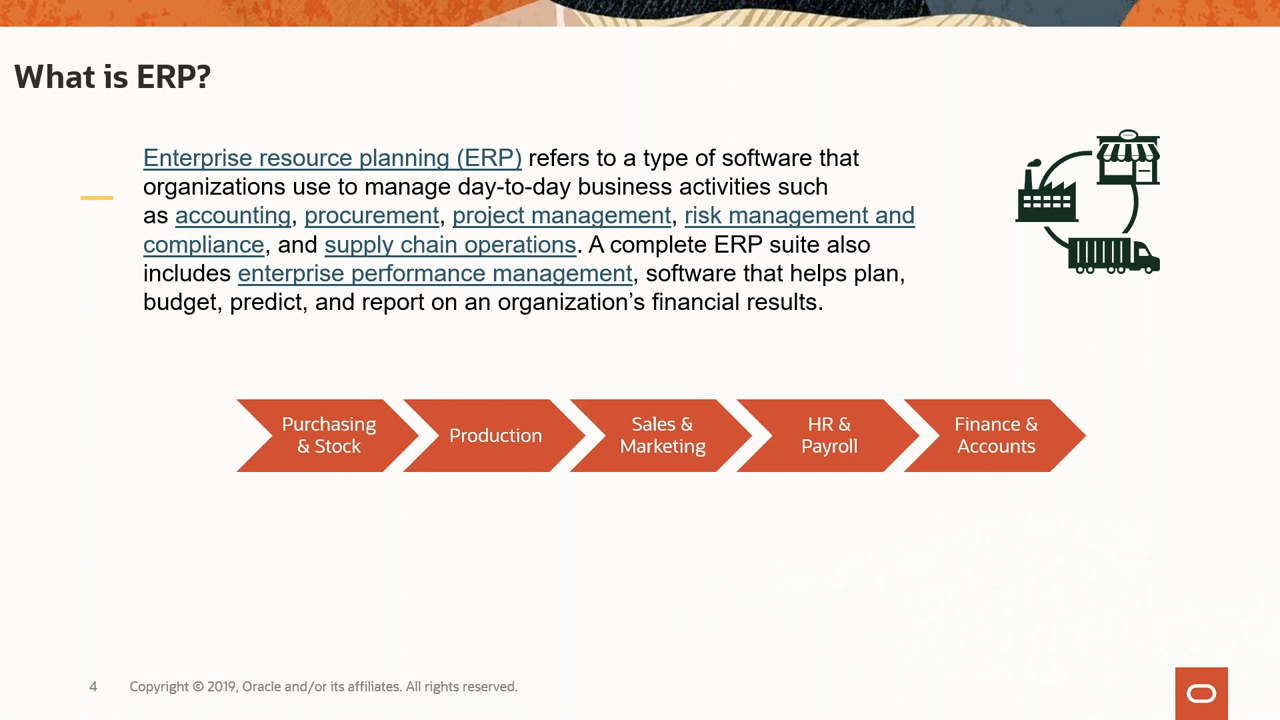 What is ERP?
Enterprise resource planning (ERP) refers to a type of software that
organizations use to manage day-to-day business activities such
as accounting, procurement, project management, risk management and
compliance, and supply chain operations. A complete ERP suite also
includes enterprise performance management, software that helps plan,
budget, predict, and report on an organization’s financial results.
Purchasing
& Stock
Production
Sales &
Marketing
HR &
Payroll
Finance &
Accounts
4 Copyright © 2019, Oracle and/or its affiliates. All rights reserved.